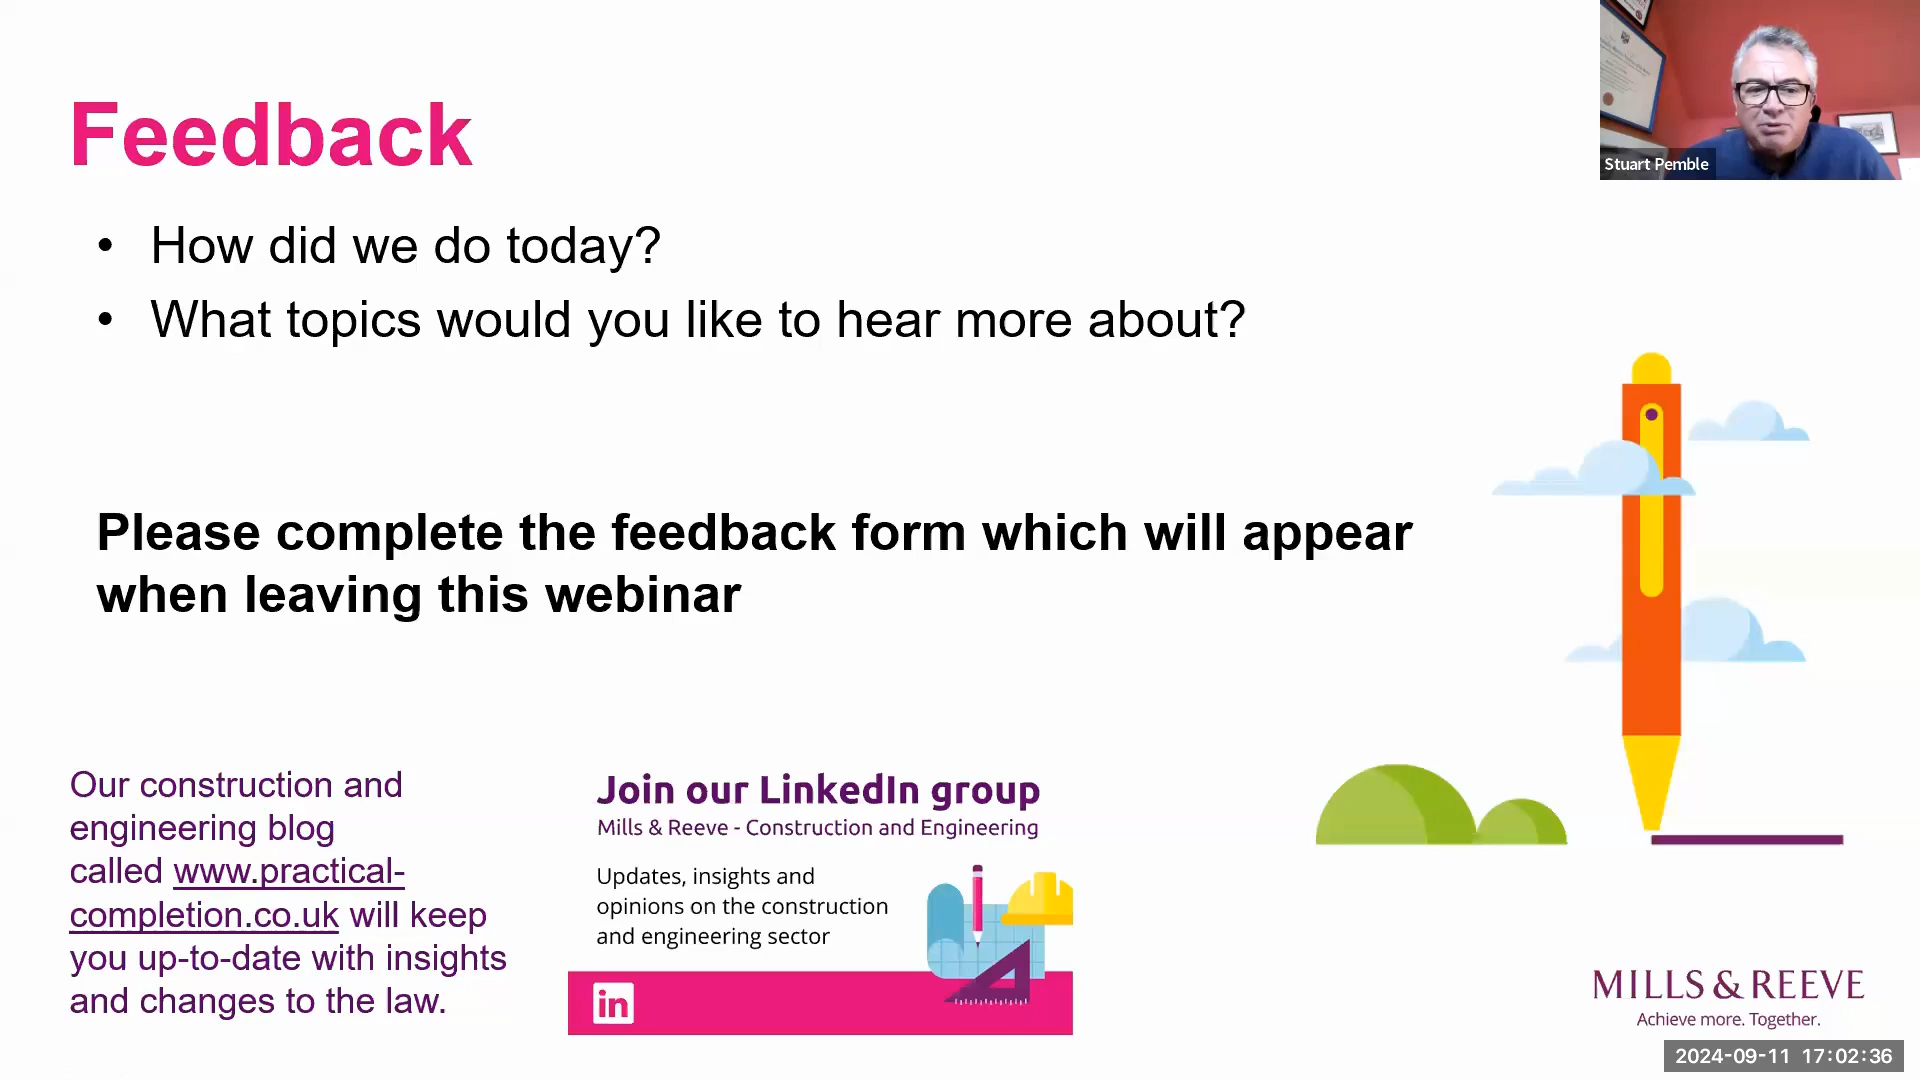 Feedback
• How did we do today?
• What topics would you like to hear more about?
Please complete the feedback form which will appear
when leaving this webinar
Our construction and
engineering blog
called www.practical-
completion.co.uk will keep
you up-to-date with insights
and changes to the law.
Join our LinkedIn group
Mills & Reeve - Construction and Engineering
Updates, insights and
opinions on the construction
and engineering sector
in
Stuart Pemble
MILLS & REEVE
Achieve more. Together.
2024-09-11 17:02:36